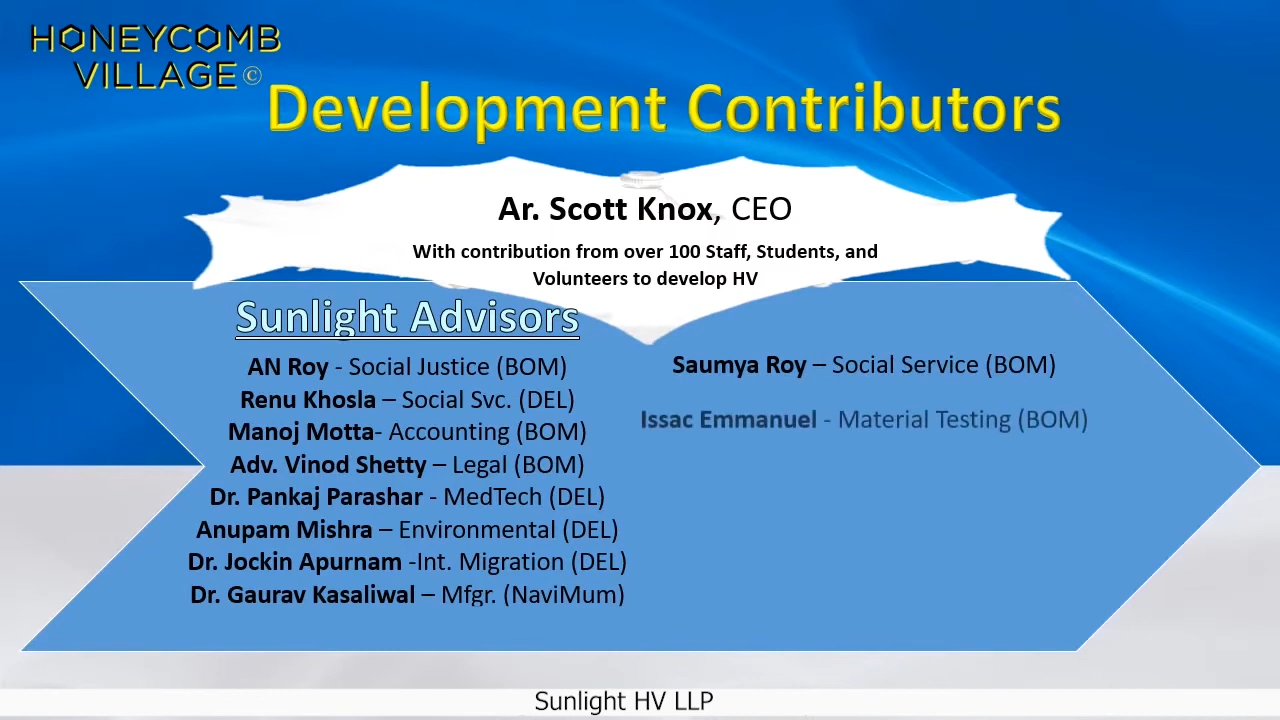 HONEYCOMB
VILLAGE©
Development Contributors
Ar. Scott Knox, CEO
With contribution from over 100 Staff, Students, and
Volunteers to develop HV
Sunlight Advisors
AN Roy - Social Justice (BOM)
Renu Khosla – Social Svc. (DEL)
Manoj Motta- Accounting (BOM)
Adv. Vinod Shetty – Legal (BOM)
Dr. Pankaj Parashar - MedTech (DEL)
Anupam Mishra – Environmental (DEL)
Dr. Jockin Apurnam -Int. Migration (DEL)
Dr. Gaurav Kasaliwal – Mfgr. (NaviMum)
Saumya Roy – Social Service (BOM)
Issac Emmanuel - Material Testing (BOM)
Sunlight HV LLP